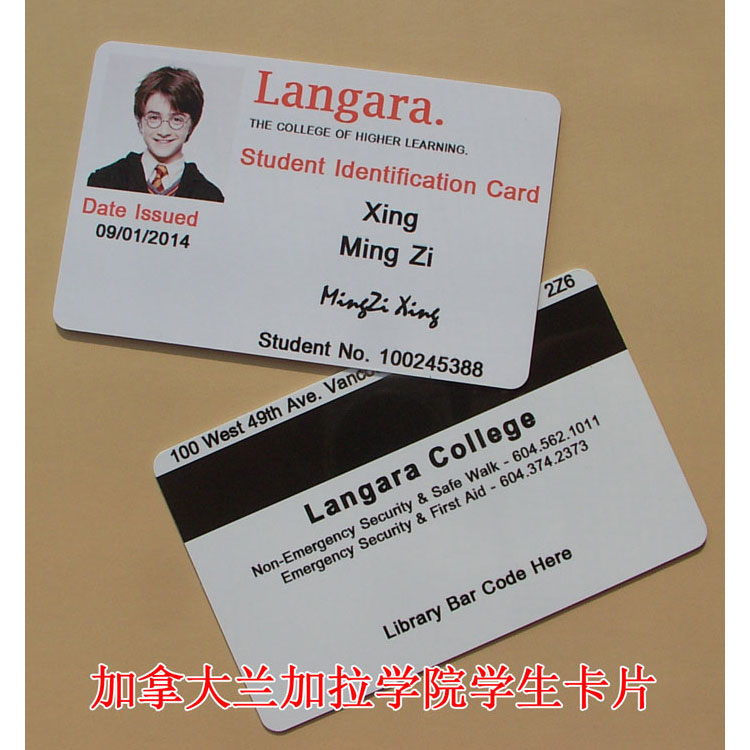 Langara.
THE COLLEGE OF HIGHER LEARNING.
Student Identification Card
Date Issued
09/01/2014
Xing
Ming Zi
MingZi Xing
Student No. 100245388
100 West 49th Ave. Vanco
2Z6
Langara College
Non-Emergency Security & Safe Walk - 604.562.1011
Emergency Security & First Aid - 604.374.2373
Library Bar Code Here
加拿大兰加拉学院学生卡片